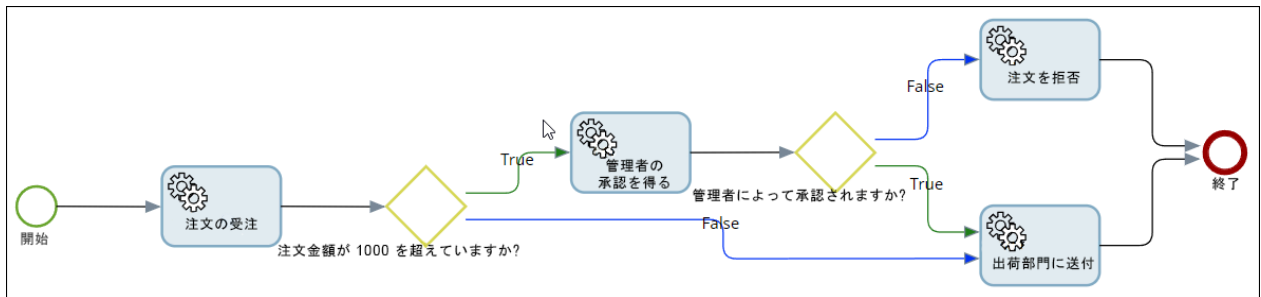 開始
注文の受注
注文金額が 1000 を超えていますか?
True
False
管理者の
承認を得る
管理者によって承認されますか?
False
True
注文を拒否
出荷部門に送付
終了